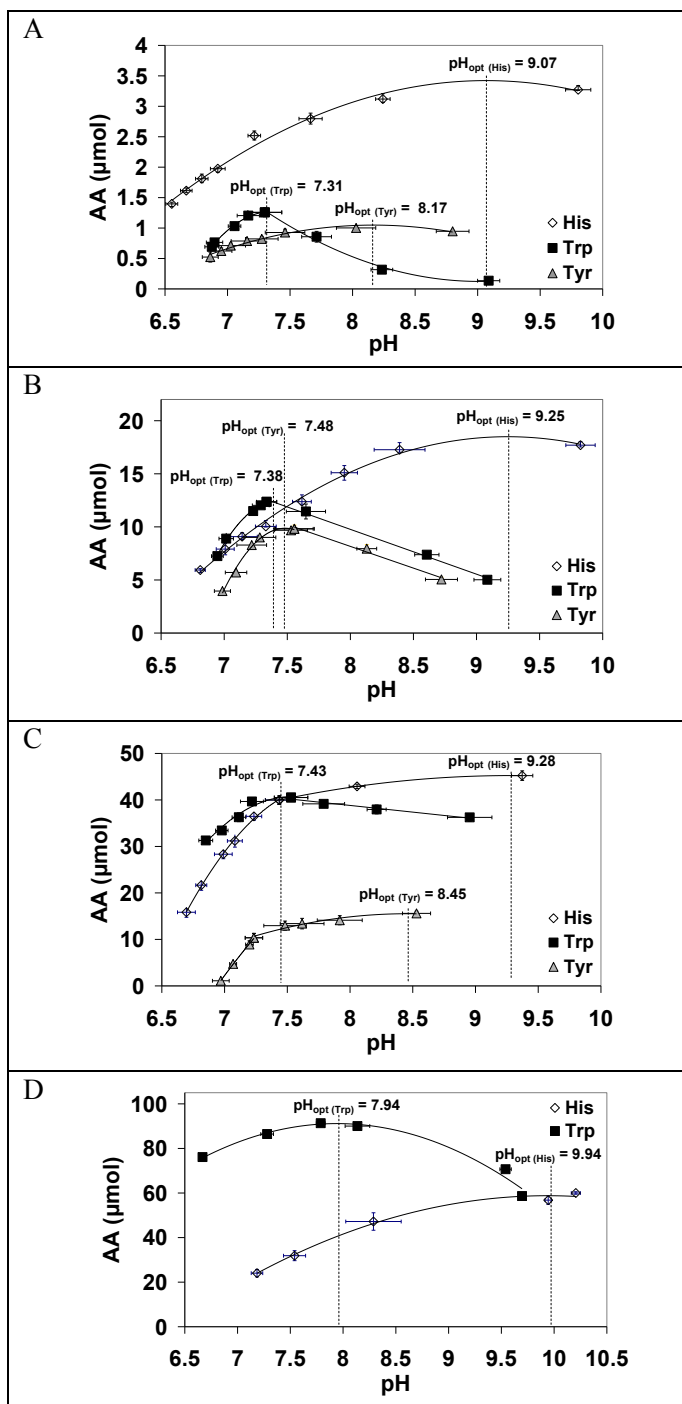 A
pHopt (His) = 9.07
4
3.5
3
2.5
2
1.5
1
0.5
0
AA (µmol)
pHopt (Trp) = 7.31
pHopt (Tyr) = 8.17
His
Trp
Tyr
6.5 7 7.5 8 8.5 9 9.5 10
pH
B
20
15
10
5
0
AA (µmol)
pHopt (His) = 9.25
pHopt (Tyr) = 7.48
pHopt (Trp) = 7.38
His
Trp
Tyr
6.5 7 7.5 8 8.5 9 9.5 10
pH
C
50
40
30
20
10
0
AA (µmol)
pHopt (Trp) = 7.43
pHopt (His) = 9.28
pHopt (Tyr) = 8.45
His
Trp
Tyr
6.5 7 7.5 8 8.5 9 9.5 10
pH
D
100
80
60
40
20
0
AA (µmol)
pHopt (Trp) = 7.94
His
Trp
pHopt (His) = 9.94
6.5 7 7.5 8 8.5 9 9.5 10 10.5
pH